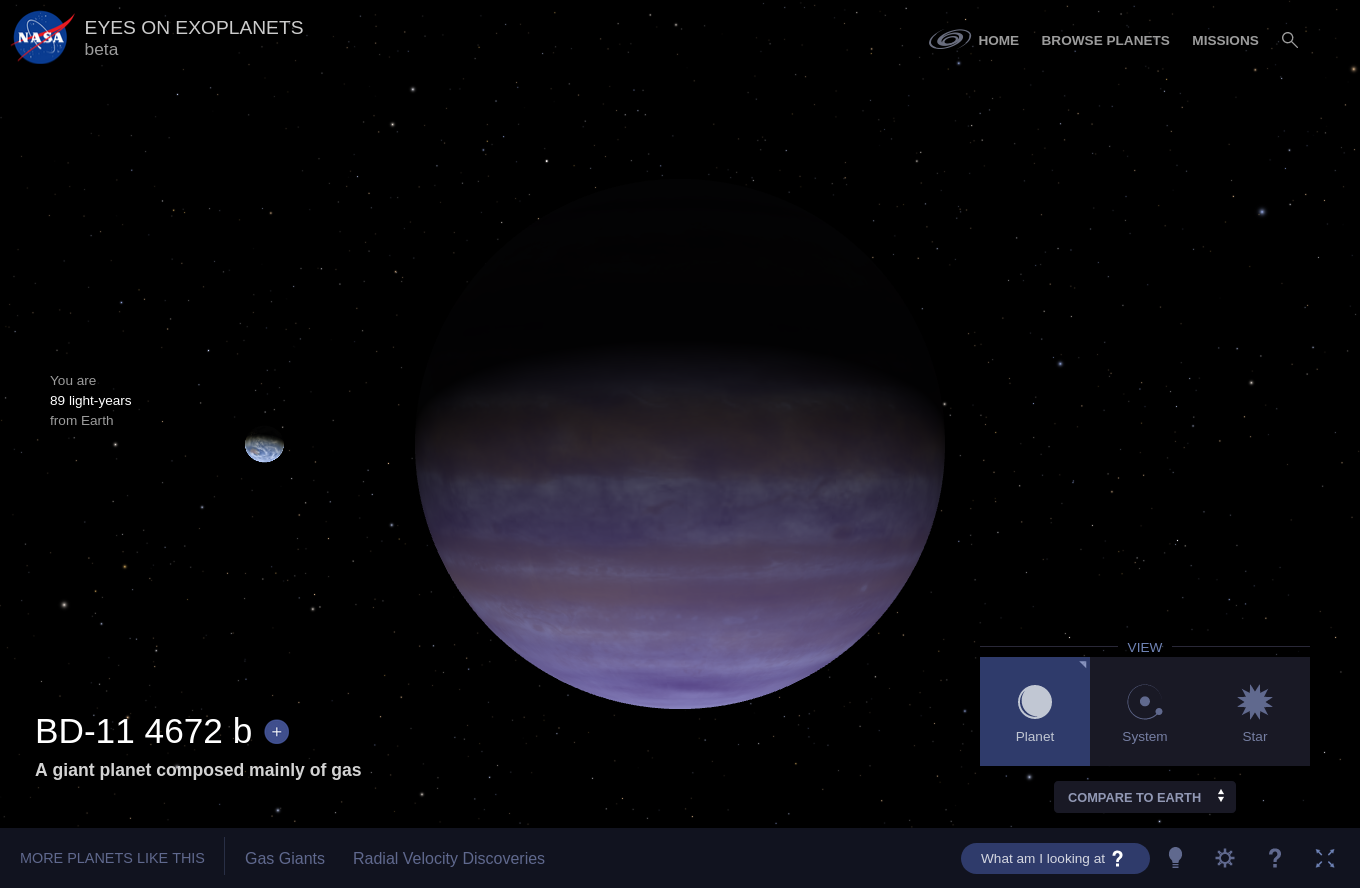 NASA
EYES ON EXOPLANETS
beta
HOME
BROWSE PLANETS
MISSIONS
You are
89 light-years
from Earth
VIEW
Planet
System
Star
COMPARE TO EARTH
BD-11 4672 b +
A giant planet composed mainly of gas
MORE PLANETS LIKE THIS
Gas Giants
Radial Velocity Discoveries
What am I looking at ?
?